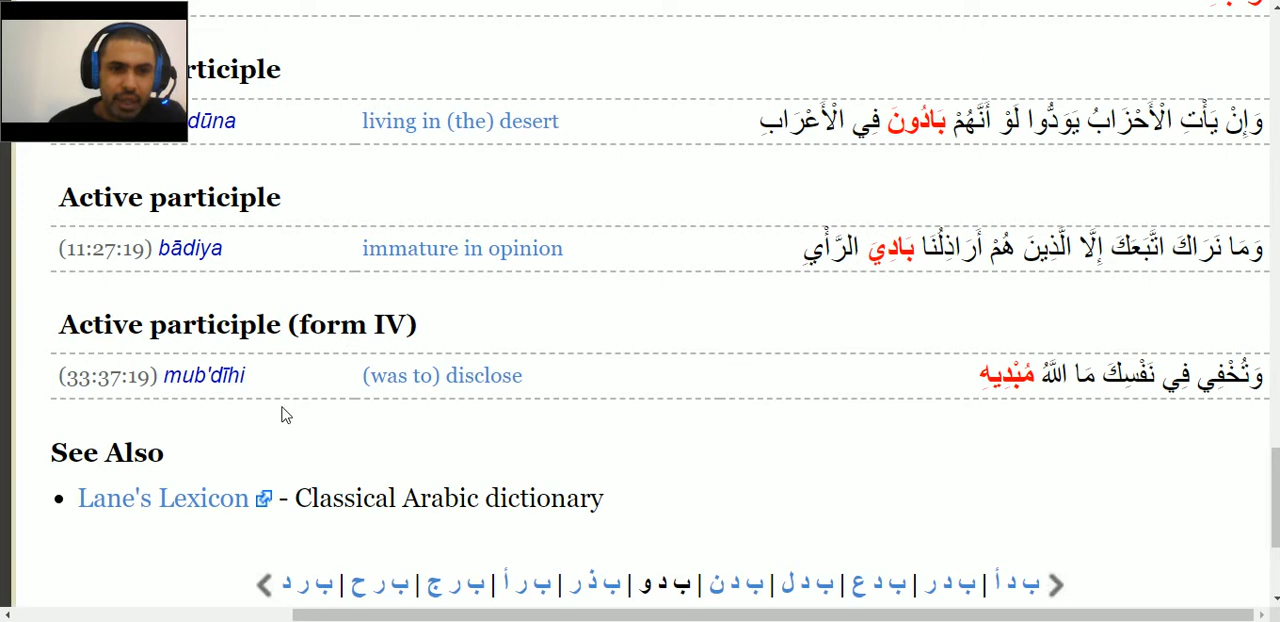 rticiple
dūna living in (the) desert وَإِنْ يَأْتِ الْأَحْزَابُ يَوَدُّوا لَوْ أَنَّهُمْ بَادُونَ فِي الْأَعْرَابِ
Active participle
(11:27:19) bādiya immature in opinion وَمَا نَرَاكَ اتَّبَعَكَ إِلَّا الَّذِينَ هُمْ أَرَاذِلُنَا بَادِيَ الرَّأْيِ
Active participle (form IV)
(33:37:19) mub'dīhi (was to) disclose وَتُخْفِي فِي نَفْسِكَ مَا اللَّهُ مُبْدِيهِ
See Also
• Lane's Lexicon - Classical Arabic dictionary
ب د أ | ب د ر | ب د ع | ب د ل | ب د ن | ب د و | ب ذ ر | ب ر أ | ب ر ج | ب ر ح | ب ر د